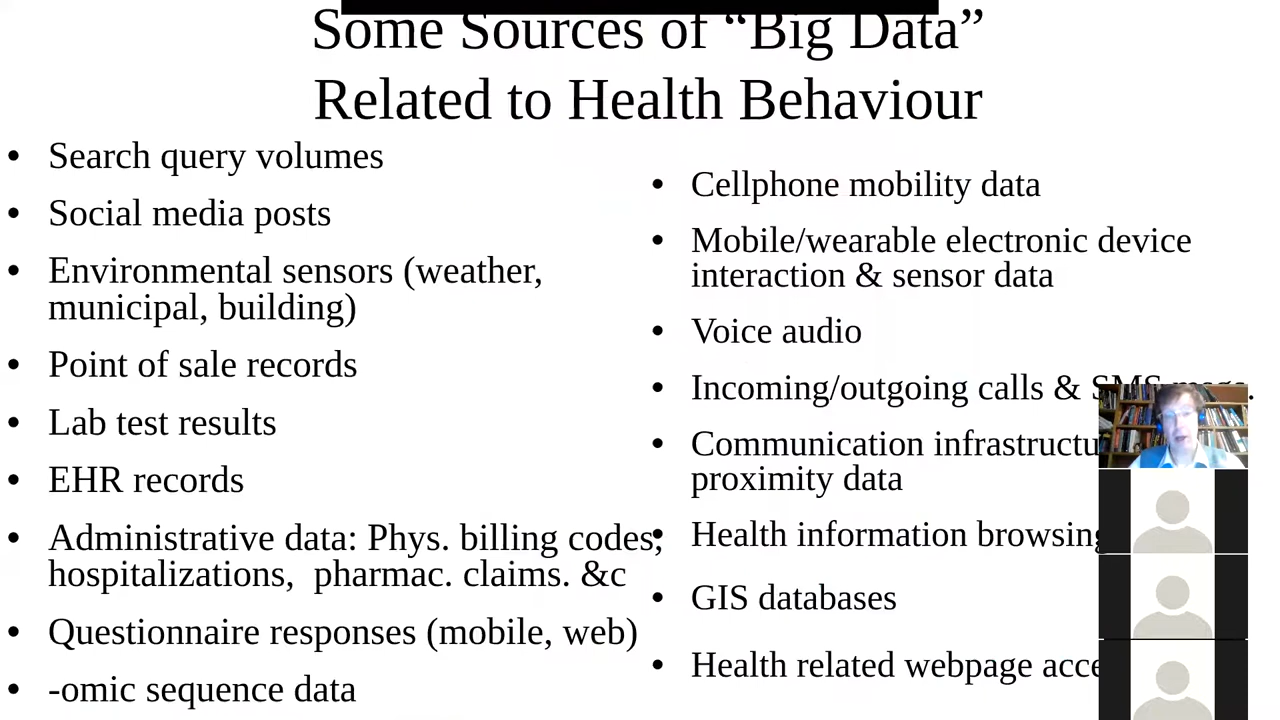 Some Sources of “Big Data”
Related to Health Behaviour
• Search query volumes
• Social media posts
• Environmental sensors (weather,
municipal, building)
• Point of sale records
• Lab test results
• EHR records
• Administrative data: Phys. billing codes,
hospitalizations, pharmac. claims. &c
• Questionnaire responses (mobile, web)
• -omic sequence data
• Cellphone mobility data
• Mobile/wearable electronic device
interaction & sensor data
• Voice audio
• Incoming/outgoing calls & SMS
• Communication
proximity data
• Health information browsing
• GIS databases
• Health related webpage